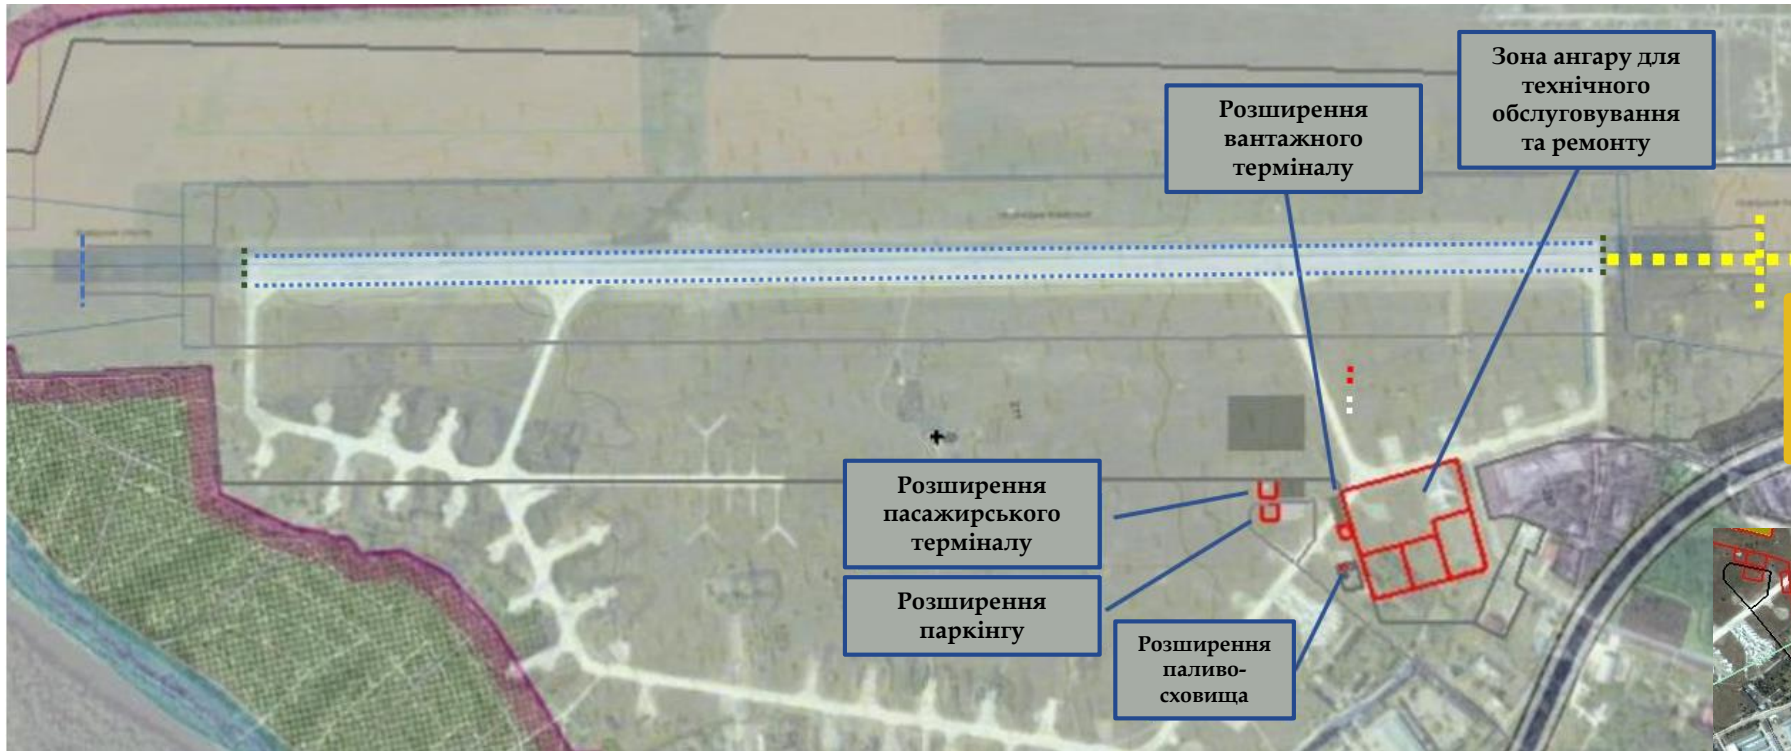 Зона ангару для
технічного
обслуговування
та ремонту
Розширення
вантажного
терміналу
Розширення
пасажирського
терміналу
Розширення
паркінгу
Розширення
паливо-
сховища